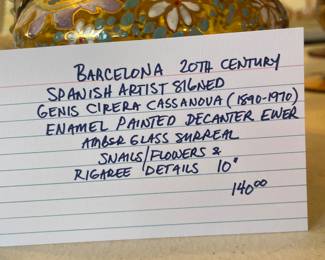 BARCELONA 20TH CENTURY
SPANISH ARTIST SIGNED
GENIS CIRERA CASSANOVA (1890-1970)
ENAMEL PAINTED DECANTER EWER
AMBER GLASS SURREAL
SNAILS/FLOWERS &
RIGAREE DETAILS 10"
140.00